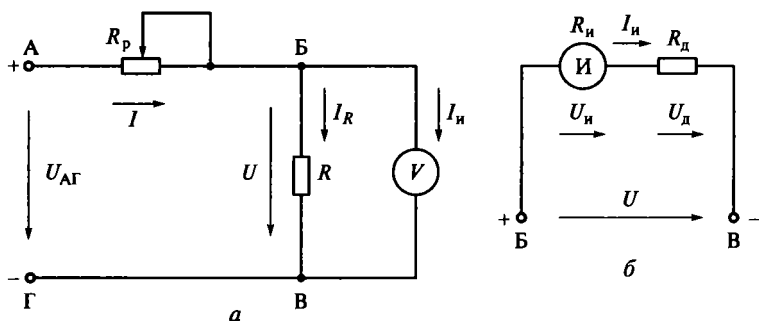 А
R_р
Б
+
I
I_R
I_и
U_АГ
U
R
V
−
Г
В
а
R_и
I_и
R_д
И
U_и
U_д
U
+
Б
В
−
б